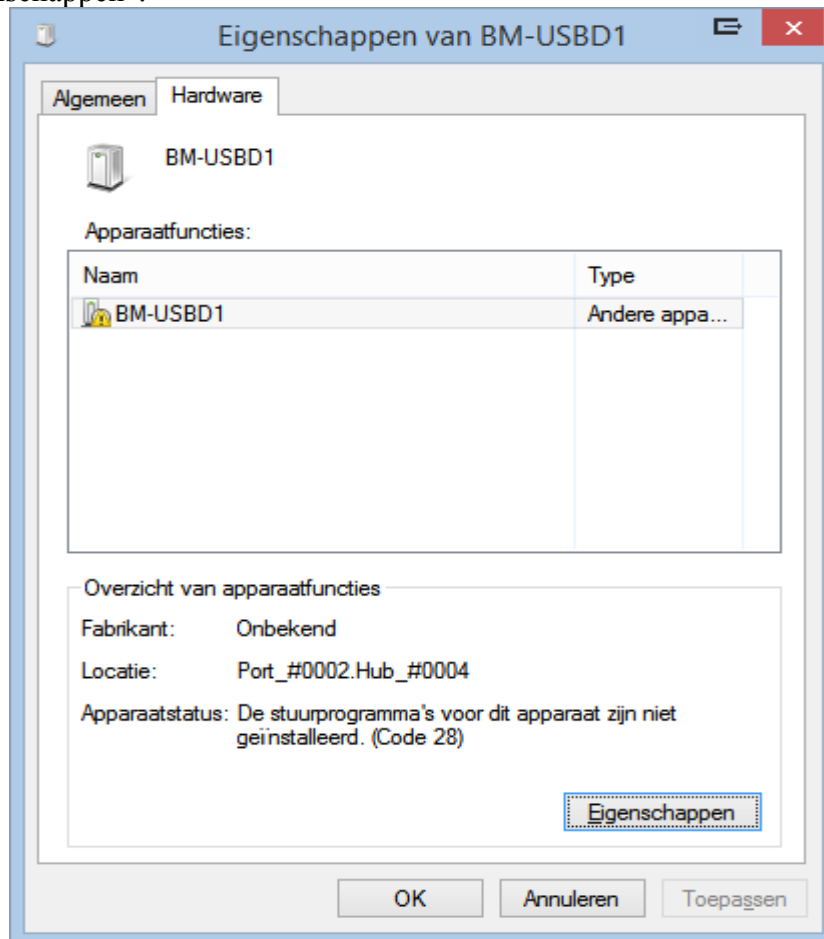 Eigenschappen van BM-USBD1
Algemeen
Hardware
BM-USBD1
Apparaatfuncties:
Naam Type
BM-USBD1 Andere appa...
Overzicht van apparaatfuncties
Fabrikant: Onbekend
Locatie: Port_#0002.Hub_#0004
Apparaatstatus: De stuurprogramma's voor dit apparaat zijn niet
geïnstalleerd. (Code 28)
Eigenschappen
OK Annuleren Toepassen